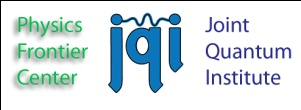 Physics
Frontier
Center
jqi
Joint
Quantum
Institute